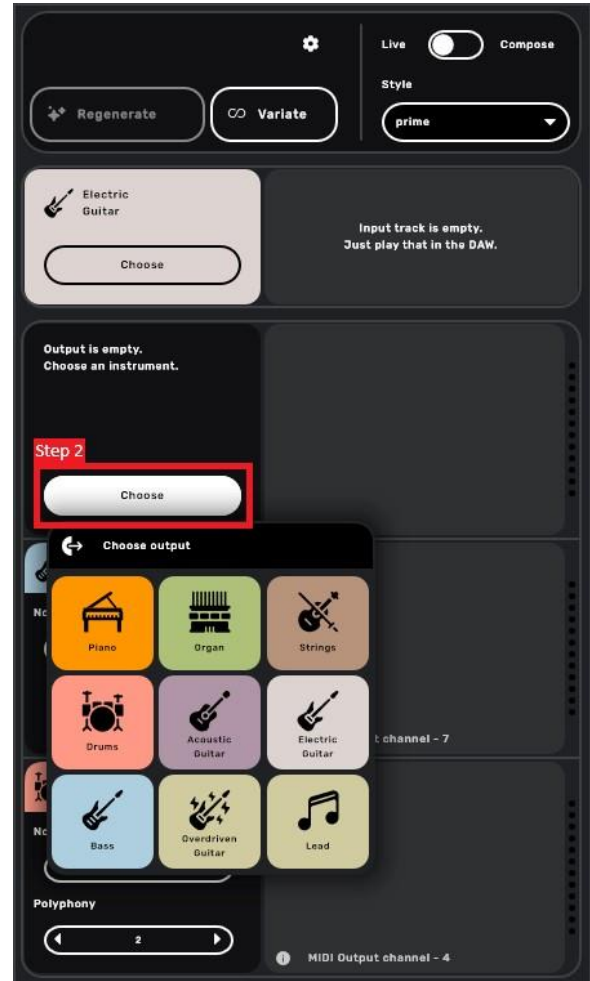 Live
Compose
Style
Regenerate
Variate
prime
Electric
Guitar
Choose
Input track is empty.
Just play that in the DAW.
Output is empty.
Choose an instrument.
Step 2
Choose
Choose output
Piano
Organ
Strings
Drums
Acoustic
Guitar
Electric
Guitar
channel - 7
Bass
Overdriven
Guitar
Lead
Polyphony
2
MIDI Output channel - 4